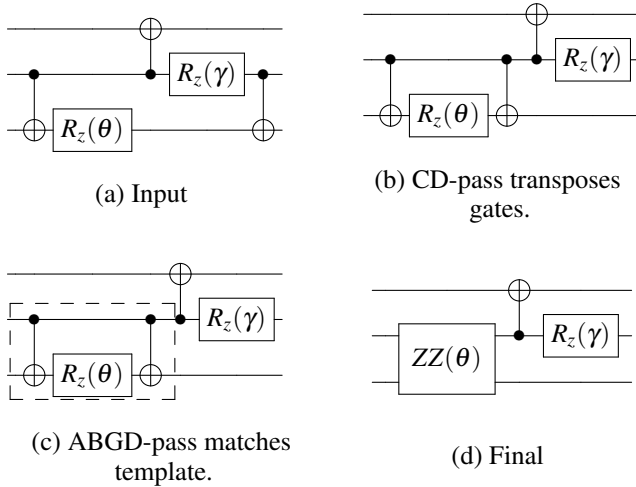 R_z(γ)
R_z(θ)
(a) Input
R_z(γ)
R_z(θ)
(b) CD-pass transposes
gates.
R_z(γ)
R_z(θ)
(c) ABGD-pass matches
template.
ZZ(θ)
R_z(γ)
(d) Final